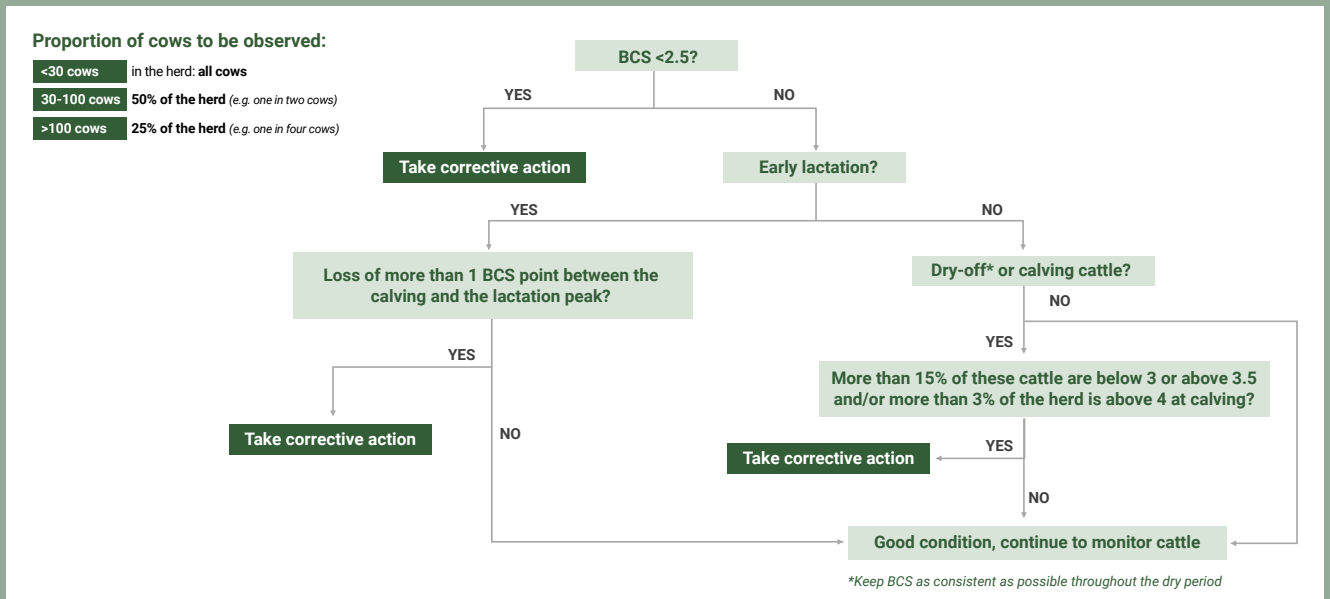 Proportion of cows to be observed:
<30 cows in the herd: all cows
30-100 cows 50% of the herd (e.g. one in two cows)
>100 cows 25% of the herd (e.g. one in four cows)
BCS <2.5?
YES
NO
Take corrective action
Early lactation?
YES
NO
Loss of more than 1 BCS point between the
calving and the lactation peak?
Dry-off* or calving cattle?
NO
YES
YES
More than 15% of these cattle are below 3 or above 3.5
and/or more than 3% of the herd is above 4 at calving?
Take corrective action
NO
YES
Take corrective action
NO
Good condition, continue to monitor cattle
*Keep BCS as consistent as possible throughout the dry period